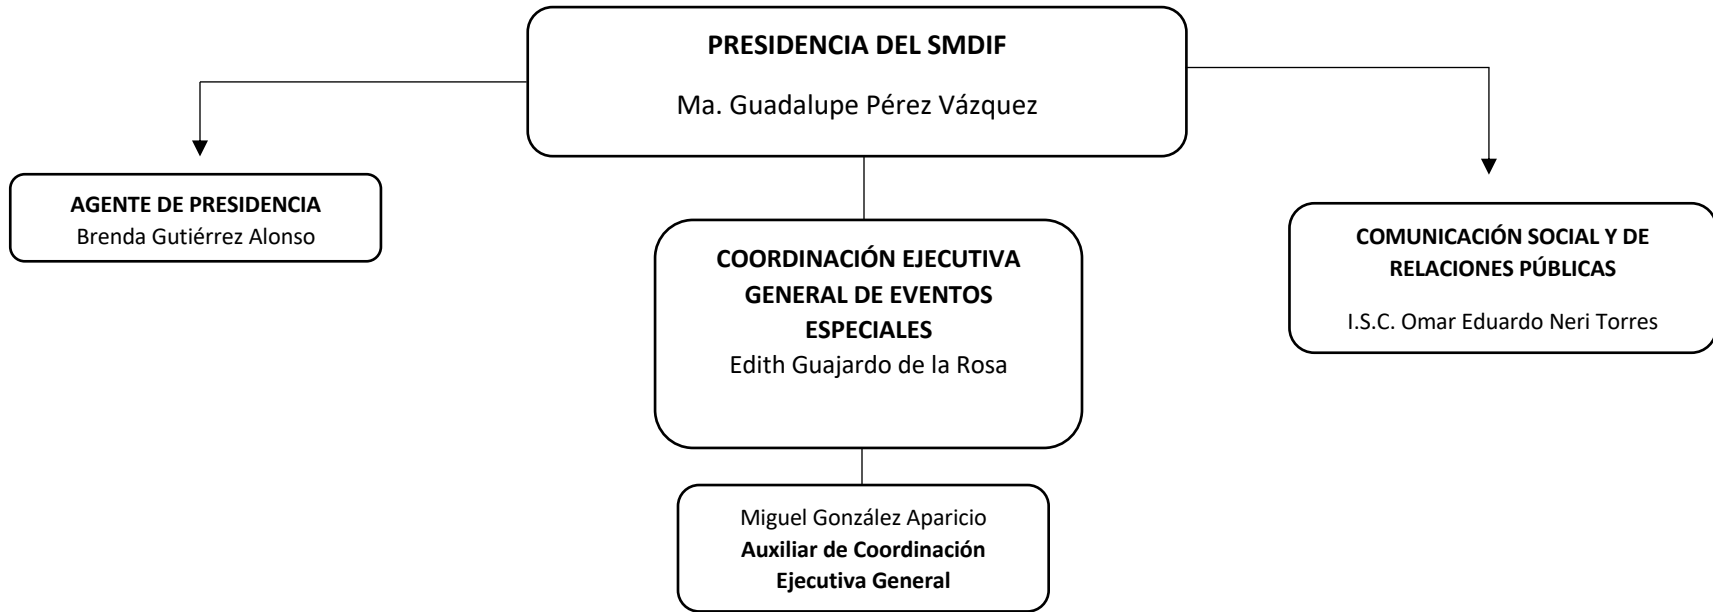 PRESIDENCIA DEL SMDIF
Ma. Guadalupe Pérez Vázquez
AGENTE DE PRESIDENCIA
Brenda Gutiérrez Alonso
COORDINACIÓN EJECUTIVA
GENERAL DE EVENTOS
ESPECIALES
Edith Guajardo de la Rosa
COMUNICACIÓN SOCIAL Y DE
RELACIONES PÚBLICAS
I.S.C. Omar Eduardo Neri Torres
Miguel González Aparicio
Auxiliar de Coordinación
Ejecutiva General